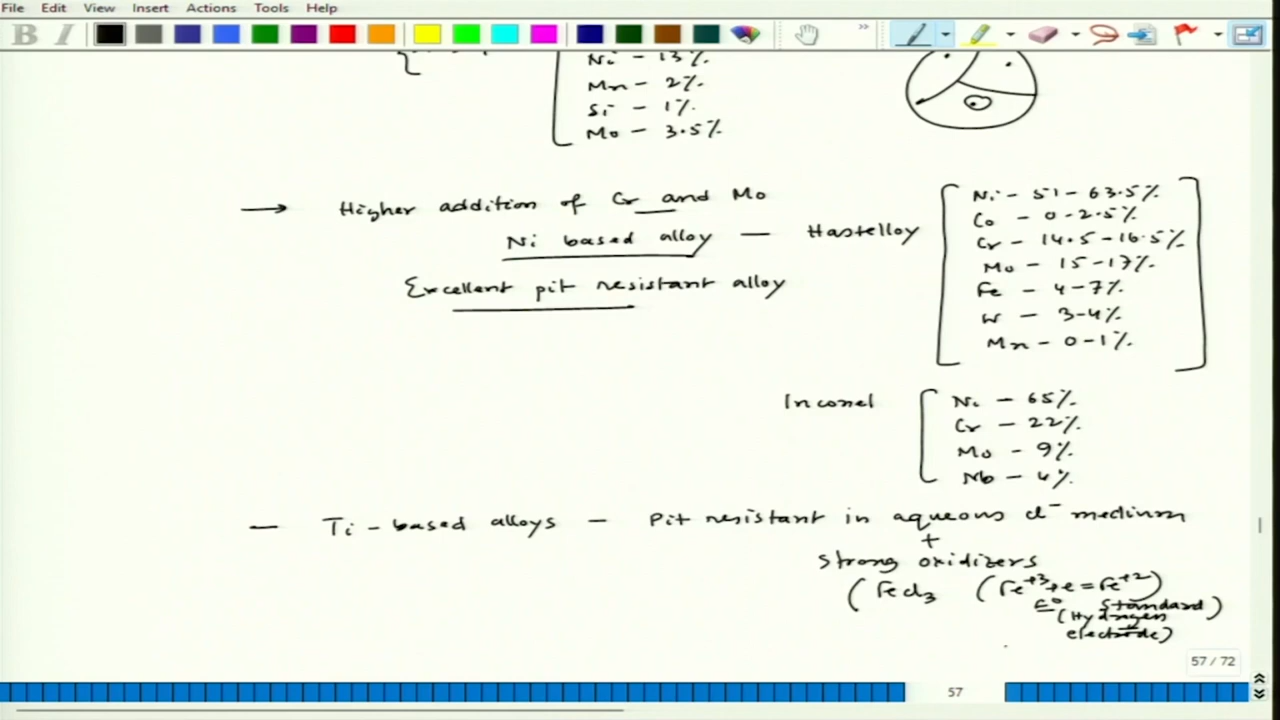 File Edit View Insert Actions Tools Help
B I
Ni - 13%
Mn - 2%
Si - 1%
Mo - 3.5%
→ Higher addition of Cr and Mo
Ni based alloy — Hastelloy
Excellent pit resistant alloy
Ni - 51 - 63.5%
Co - 0-2.5%
Cr - 14.5-16.5%
Mo - 15-17%
Fe - 4-7%
W - 3-4%
Mn - 0-1%
Inconel
Ni - 65%
Cr - 22%
Mo - 9%
Nb - 4%
— Ti-based alloys - Pit resistant in aqueous Cl⁻ medium
+
Strong oxidizers
(FeCl₃ (Fe⁺³+e=Fe⁺²)
E⁰ Standard)
(Hydrogen
electrode)
57 / 72
57